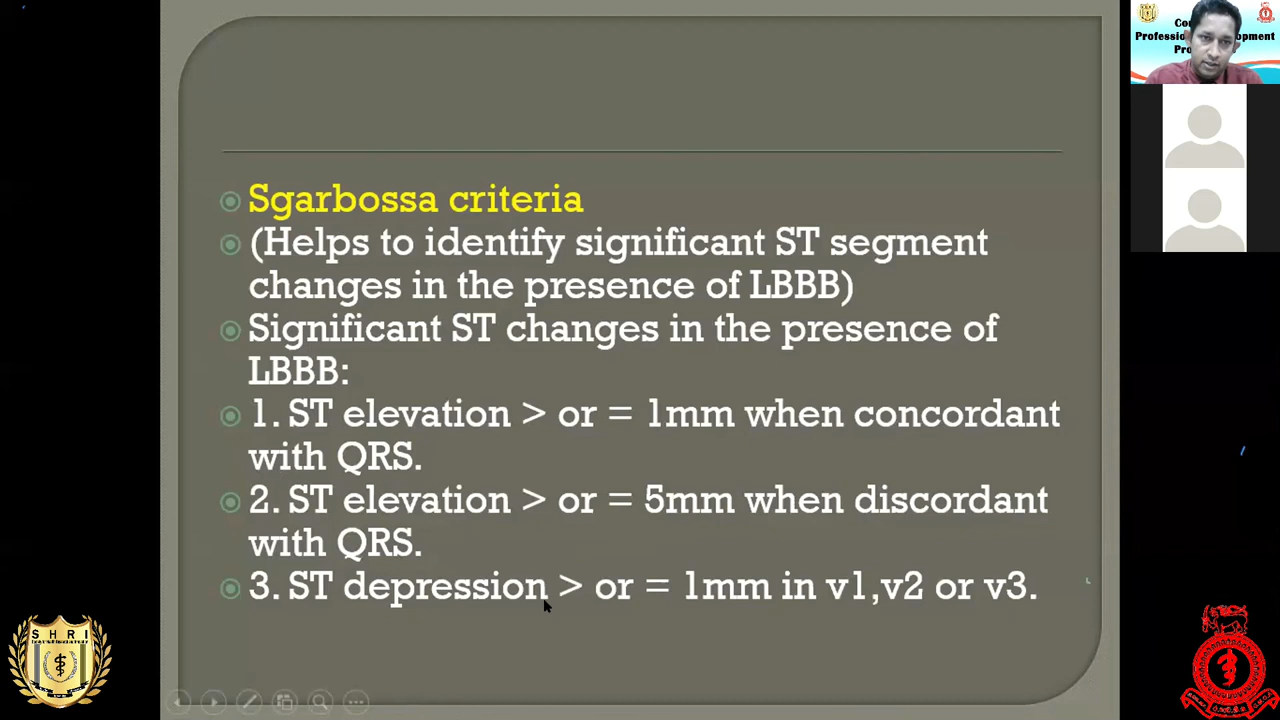 Sgarbossa criteria
(Helps to identify significant ST segment
changes in the presence of LBBB)
Significant ST changes in the presence of
LBBB:
1. ST elevation > or = 1mm when concordant
with QRS.
2. ST elevation > or = 5mm when discordant
with QRS.
3. ST depression > or = 1mm in v1,v2 or v3.
SHRI